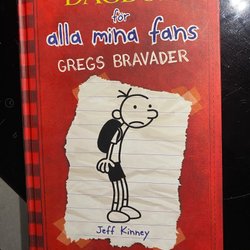 för
alla mina fans
GREGS BRAVADER
Jeff Kinney